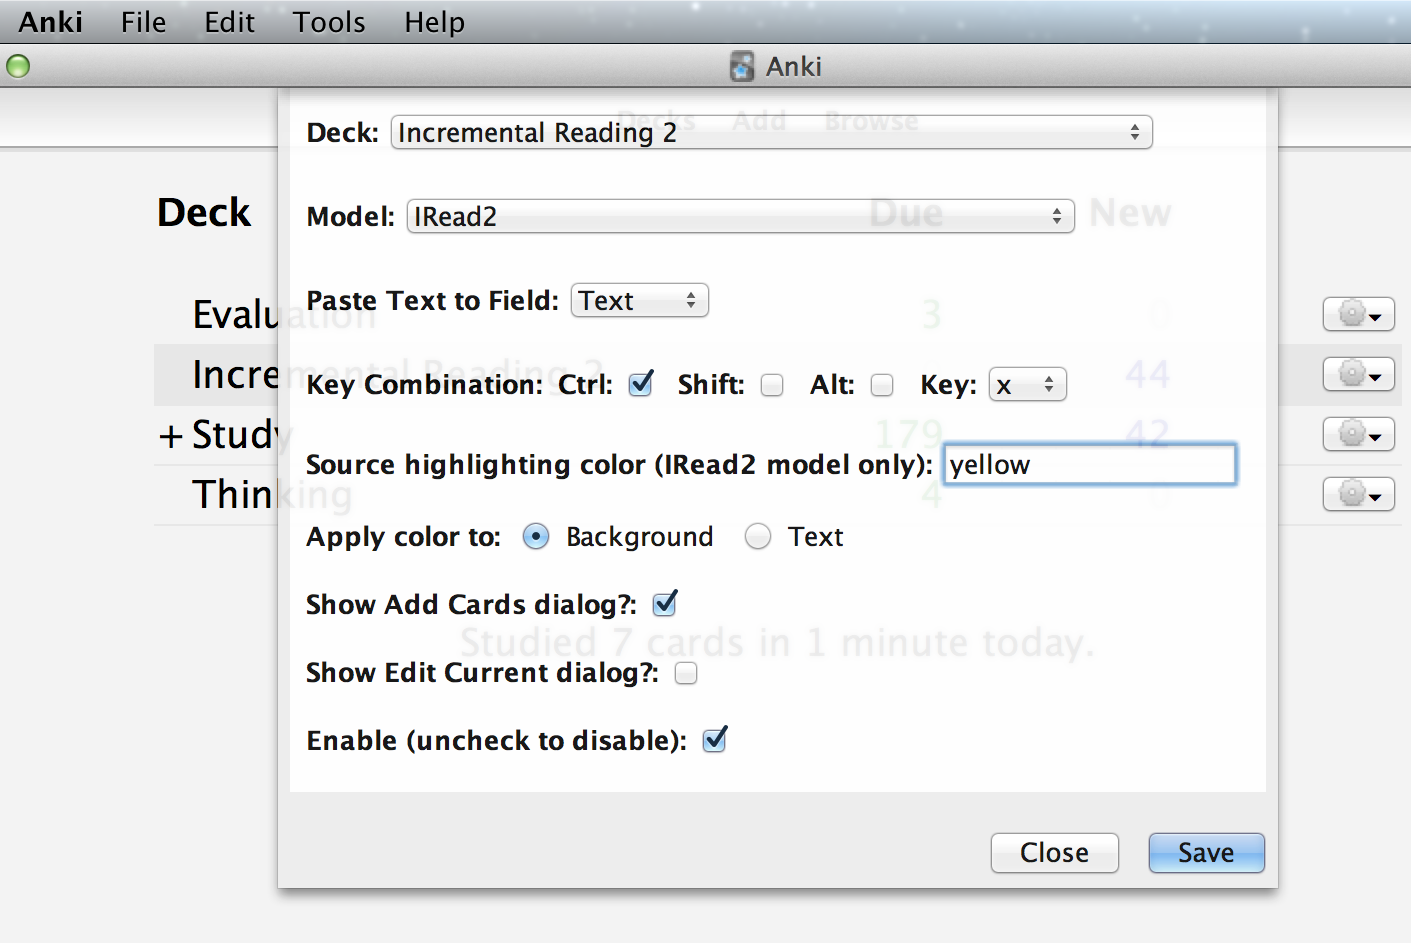 Anki File Edit Tools Help
Anki
Decks Add Browse
Deck: Incremental Reading 2
Model: IRead2
Deck Due New
Paste Text to Field: Text
Evaluation 3 0
Incremental Reading 2 44
Key Combination: Ctrl: Shift: Alt: Key: x
+ Study 179 42
Source highlighting color (IRead2 model only): yellow
Thinking 4 0
Apply color to: Background Text
Show Add Cards dialog?:
Studied 7 cards in 1 minute today.
Show Edit Current dialog?:
Enable (uncheck to disable):
Close Save